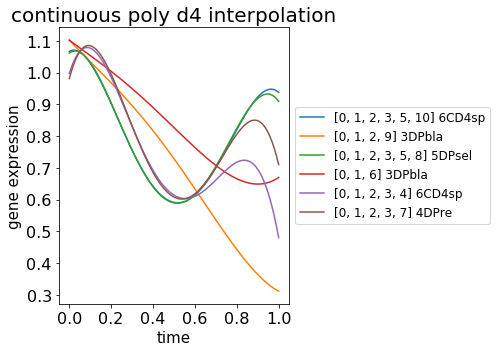 continuous poly d4 interpolation
gene expression
1.1
1.0
0.9
0.8
0.7
0.6
0.5
0.4
0.3
0.0 0.2 0.4 0.6 0.8 1.0
time
[0, 1, 2, 3, 5, 10] 6CD4sp
[0, 1, 2, 9] 3DPbla
[0, 1, 2, 3, 5, 8] 5DPsel
[0, 1, 6] 3DPbla
[0, 1, 2, 3, 4] 6CD4sp
[0, 1, 2, 3, 7] 4DPre